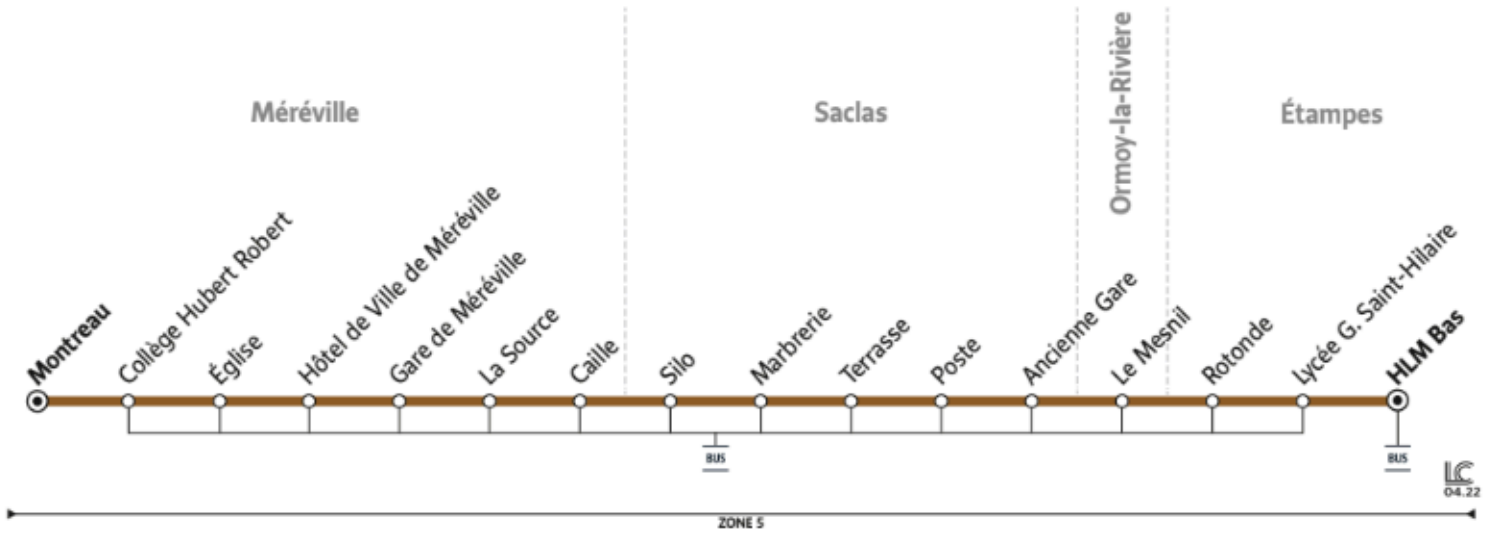 Méréville
Saclas
Ormoy-la-Rivière
Étampes
Montreau
Collège Hubert Robert
Église
Hôtel de Ville de Méréville
Gare de Méréville
La Source
Caille
Silo
Marbrerie
Terrasse
Poste
Ancienne Gare
Le Mesnil
Rotonde
Lycée G. Saint-Hilaire
HLM Bas
BUS
BUS
LC
04.22
ZONE 5